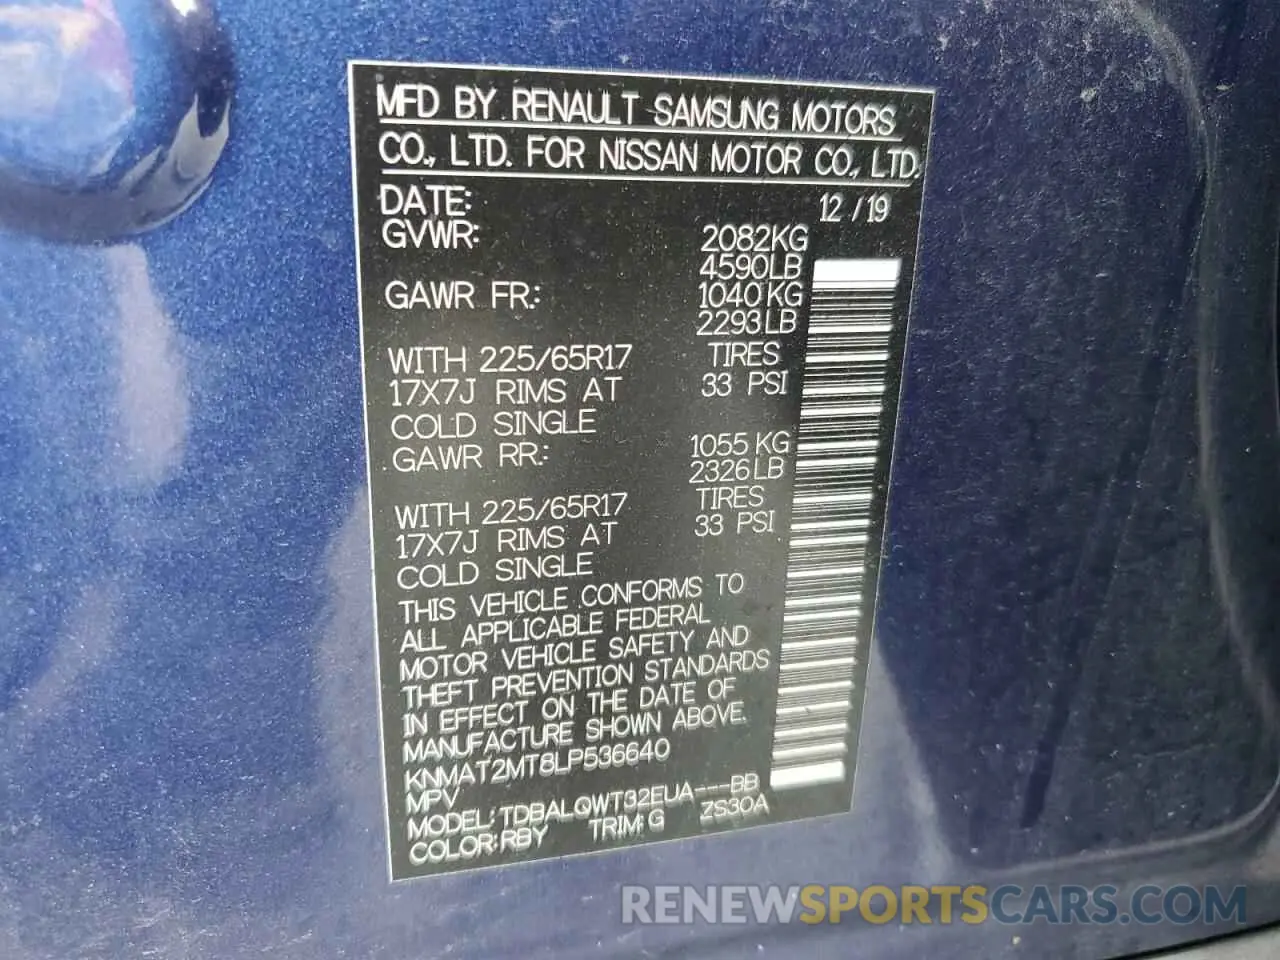 MFD BY RENAULT SAMSUNG MOTORS
CO., LTD. FOR NISSAN MOTOR CO., LTD.
DATE: 12 /19
GVWR: 2082KG
4590LB
GAWR FR.: 1040KG
2293LB
WITH 225/65R17 TIRES
17X7J RIMS AT 33 PSI
COLD SINGLE
GAWR RR.: 1055KG
2326LB
WITH 225/65R17 TIRES
17X7J RIMS AT 33 PSI
COLD SINGLE
THIS VEHICLE CONFORMS TO
ALL APPLICABLE FEDERAL
MOTOR VEHICLE SAFETY AND
THEFT PREVENTION STANDARDS
IN EFFECT ON THE DATE OF
MANUFACTURE SHOWN ABOVE.
KNMAT2MT8LP536640
MPV
MODEL: TDBALQWT32EUA---BB
COLOR:RBY TRIM:G ZS30A
RENEWSPORTSCARS.COM